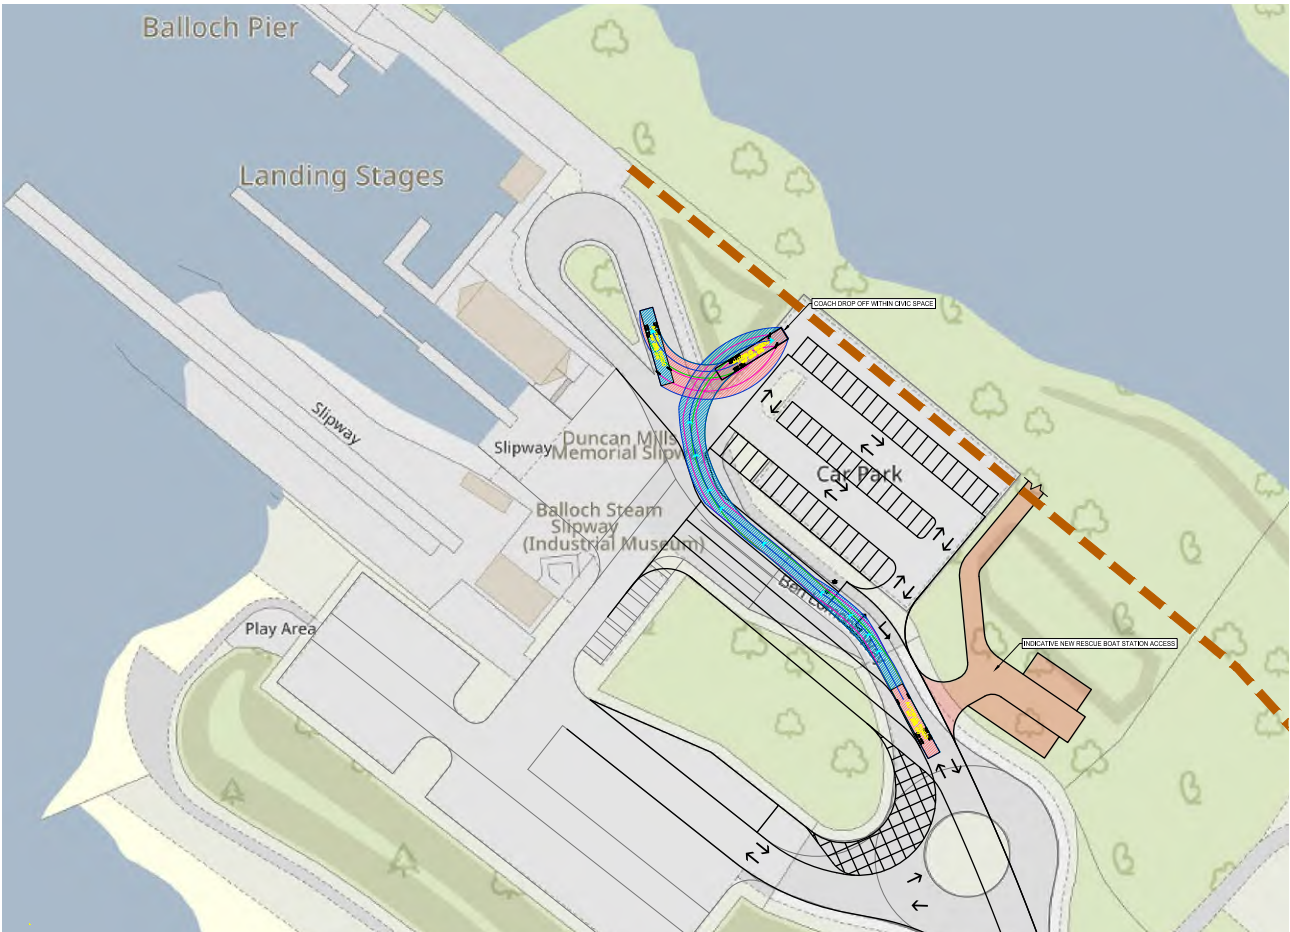 Balloch Pier
Landing Stages
COACH DROP OFF WITHIN CIVIC SPACE
Slipway
Slipway
Duncan Mills
Memorial Slipw
Car Park
Balloch Steam
Slipway
(Industrial Museum)
Play Area
INDICATIVE NEW RESCUE BOAT STATION ACCESS